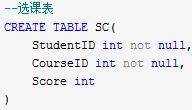 --选课表
CREATE TABLE SC(
    StudentID int not null,
    CourseID int not null,
    Score int
)